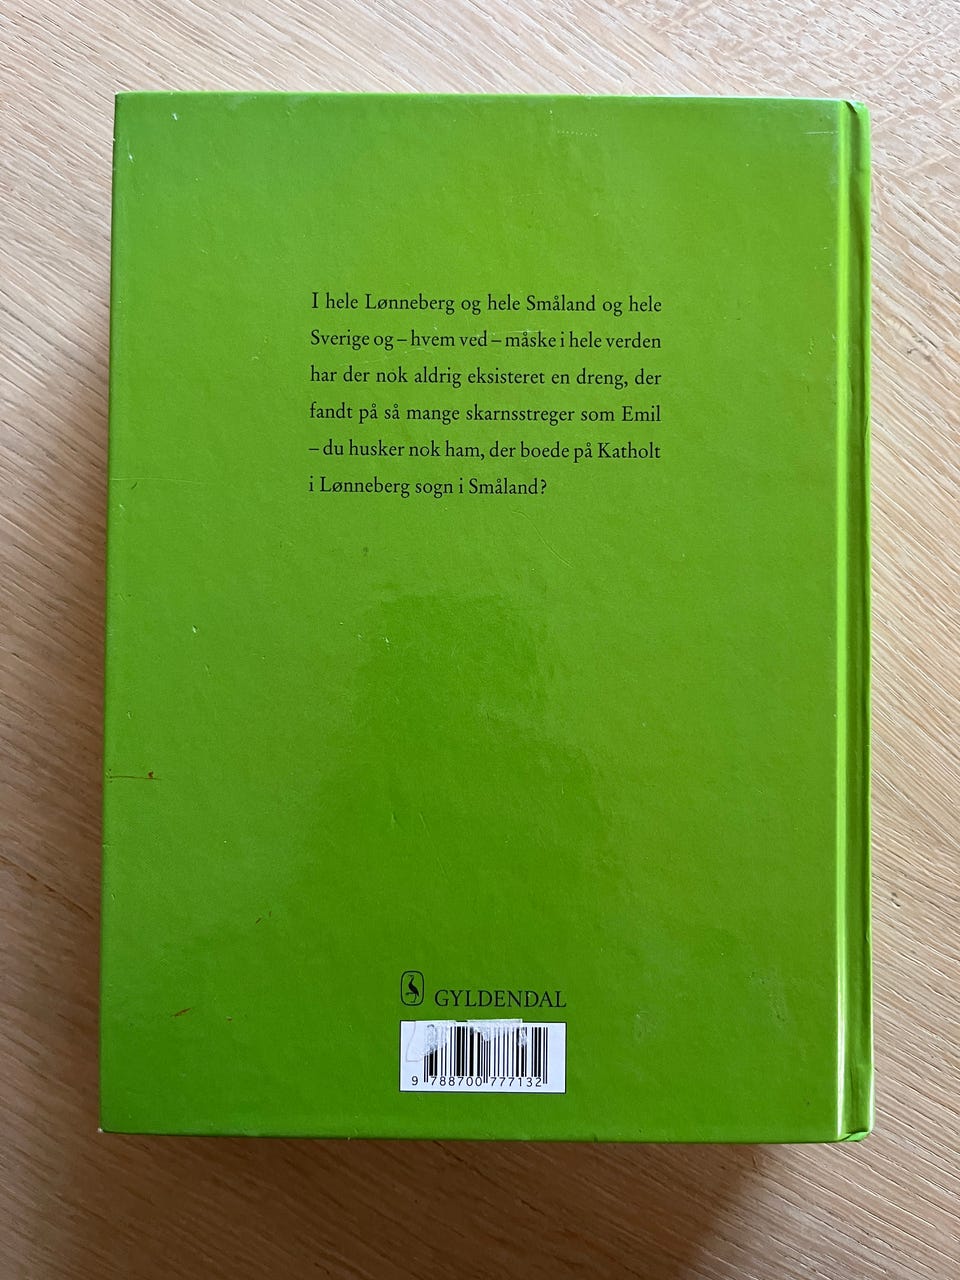 I hele Lønneberg og hele Småland og hele
Sverige og – hvem ved – måske i hele verden
har der nok aldrig eksisteret en dreng, der
fandt på så mange skarnsstreger som Emil
– du husker nok ham, der boede på Katholt
i Lønneberg sogn i Småland?
GYLDENDAL
9 788700 777132